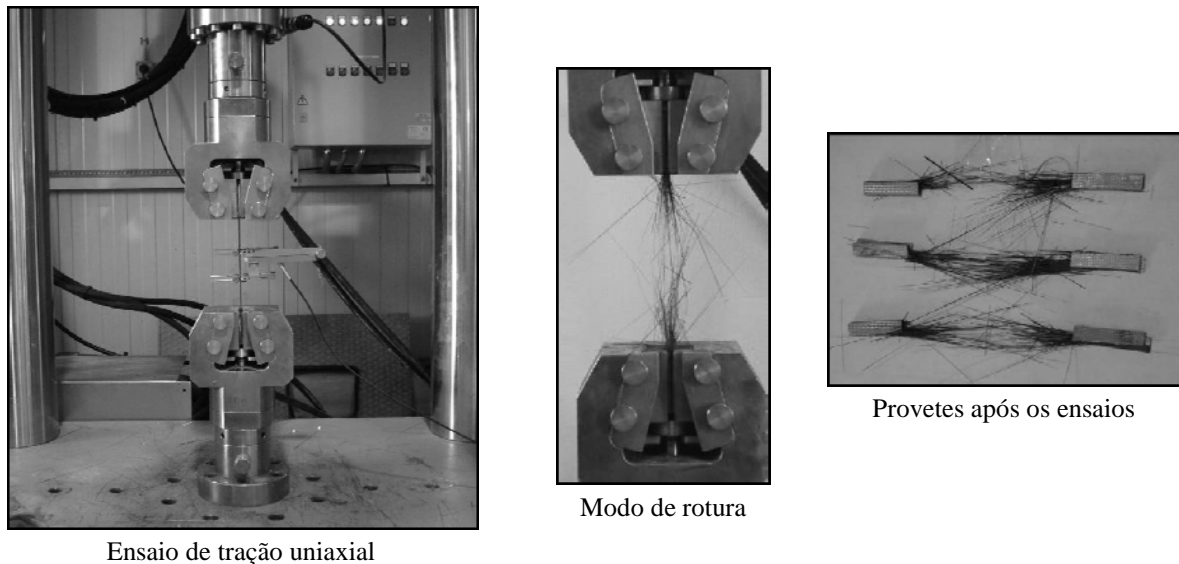 Ensaio de tração uniaxial
Modo de rotura
Provetes após os ensaios